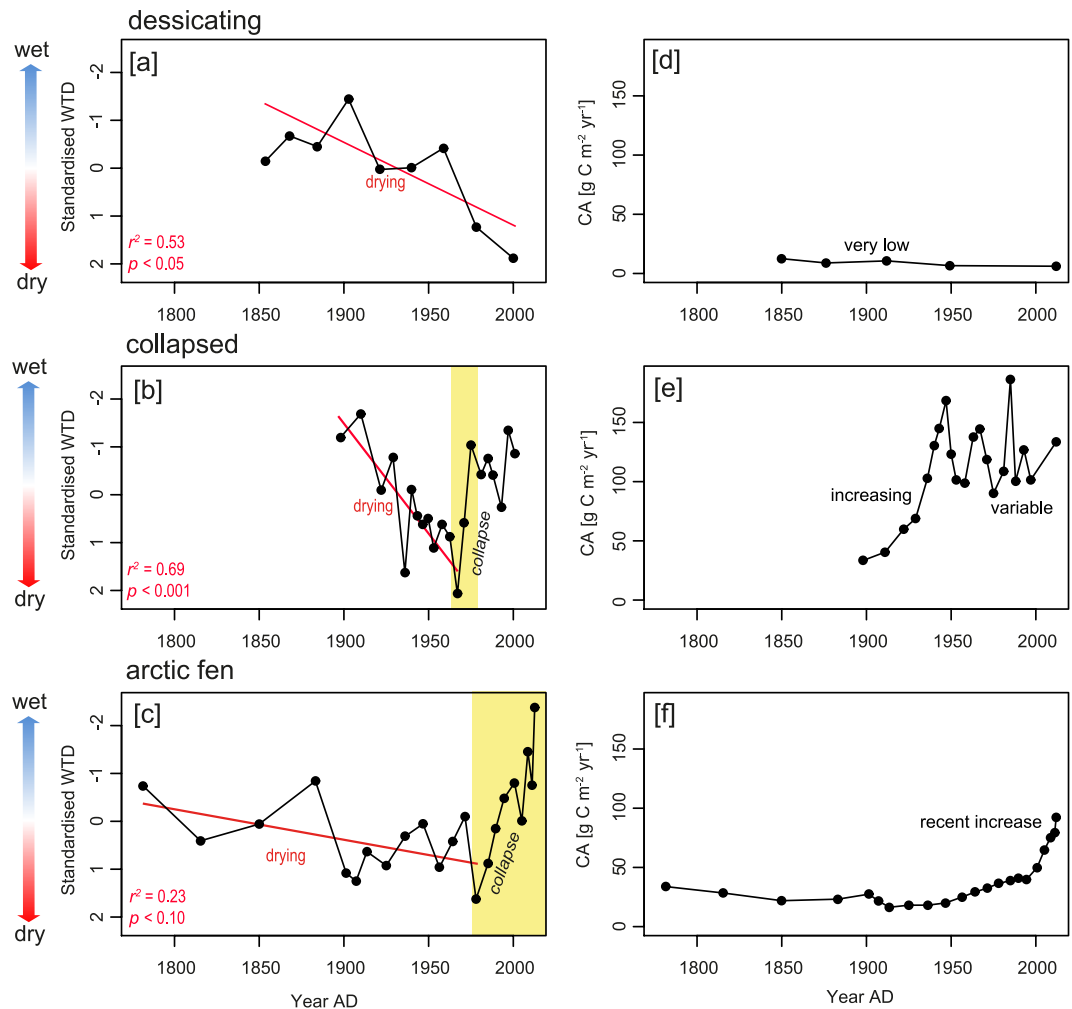 dessicating
wet
dry
Standardised WTD
-2
-1
0
1
2
[a]
drying
r² = 0.53
p < 0.05
1800
1850
1900
1950
2000
CA [g C m⁻² yr⁻¹]
150
100
50
0
[d]
very low
1800
1850
1900
1950
2000
collapsed
wet
dry
Standardised WTD
-2
-1
0
1
2
[b]
drying
collapse
r² = 0.69
p < 0.001
1800
1850
1900
1950
2000
CA [g C m⁻² yr⁻¹]
150
100
50
0
[e]
increasing
variable
1800
1850
1900
1950
2000
arctic fen
wet
dry
Standardised WTD
-2
-1
0
1
2
[c]
drying
collapse
r² = 0.23
p < 0.10
1800
1850
1900
1950
2000
Year AD
CA [g C m⁻² yr⁻¹]
150
100
50
0
[f]
recent increase
1800
1850
1900
1950
2000
Year AD